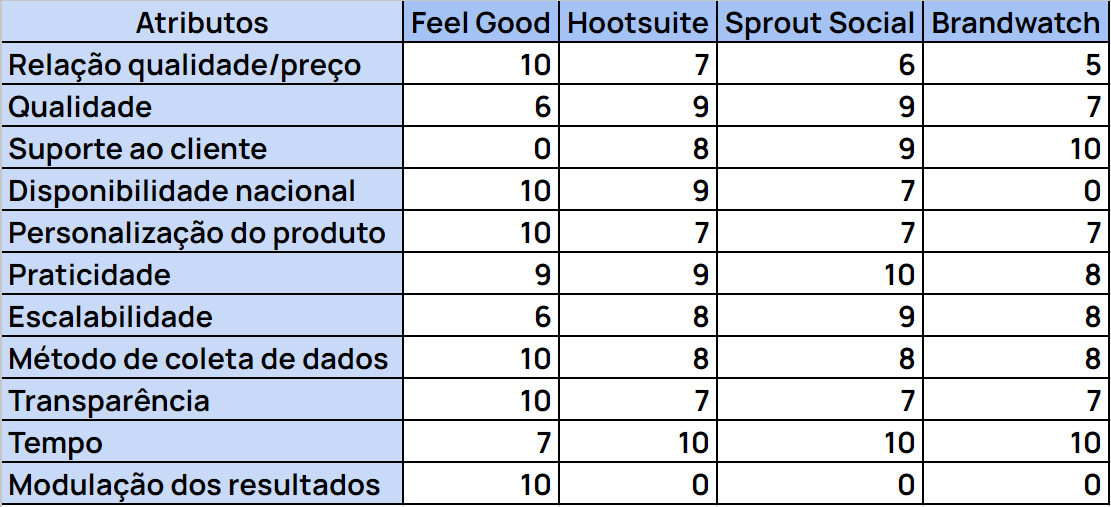 Atributos Feel Good Hootsuite Sprout Social Brandwatch
Relação qualidade/preço 10 7 6 5
Qualidade 6 9 9 7
Suporte ao cliente 0 8 9 10
Disponibilidade nacional 10 9 7 0
Personalização do produto 10 7 7 7
Praticidade 9 9 10 8
Escalabilidade 6 8 9 8
Método de coleta de dados 10 8 8 8
Transparência 10 7 7 7
Tempo 7 10 10 10
Modulação dos resultados 10 0 0 0